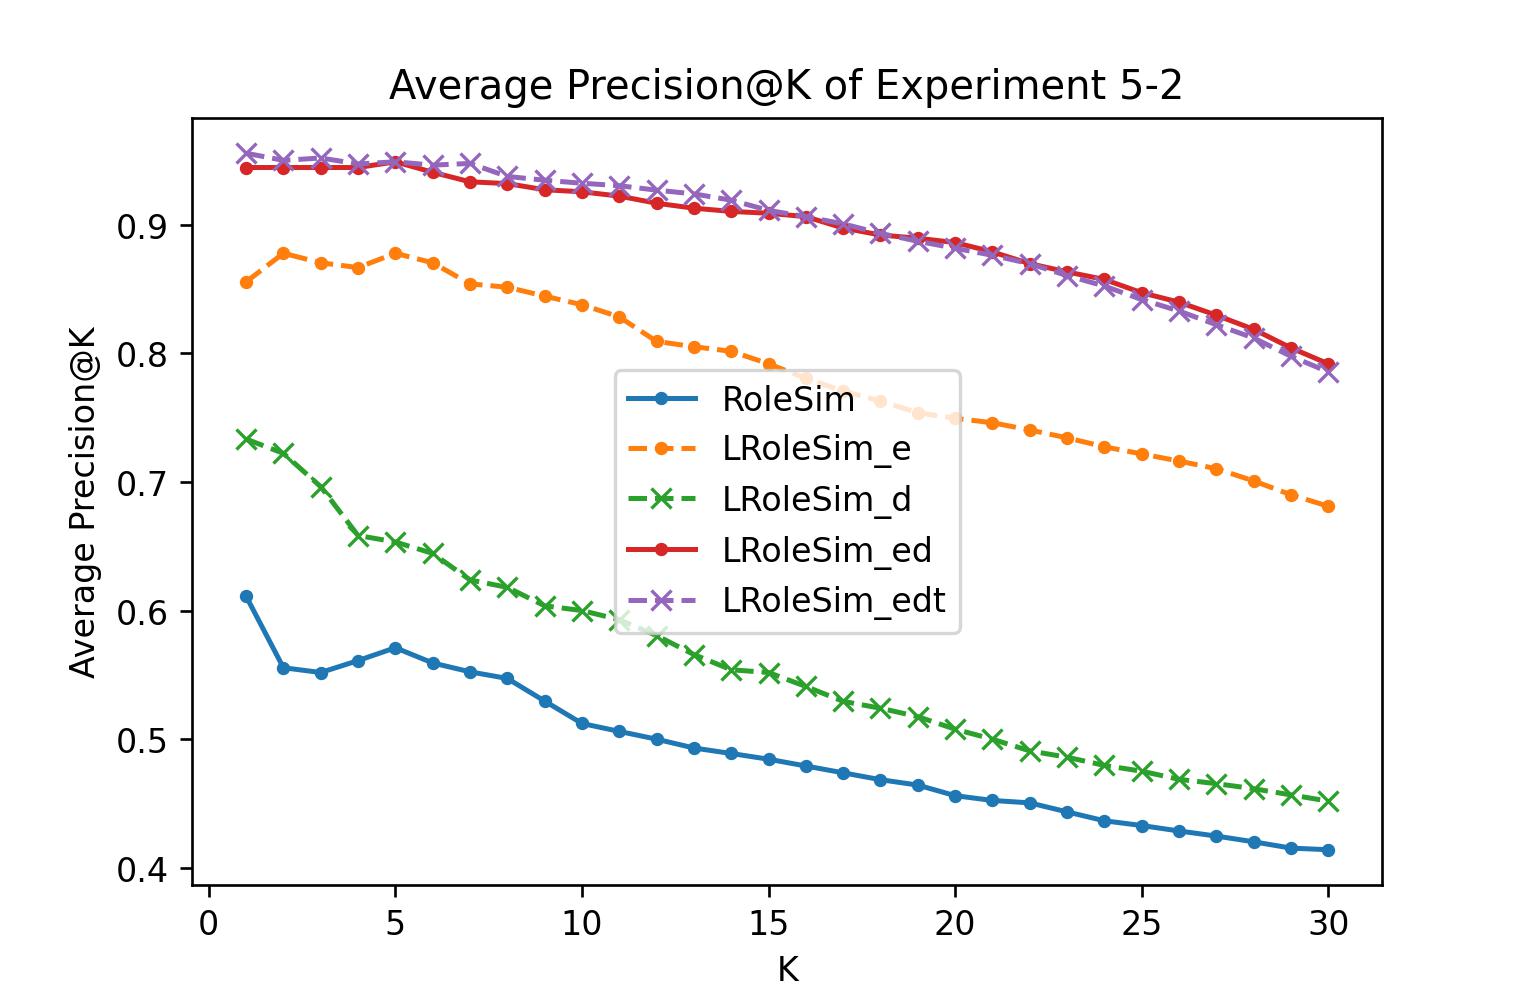 Average Precision@K of Experiment 5-2
Average Precision@K
0.9
0.8
0.7
0.6
0.5
0.4
RoleSim
LRoleSim_e
LRoleSim_d
LRoleSim_ed
LRoleSim_edt
0 5 10 15 20 25 30
K